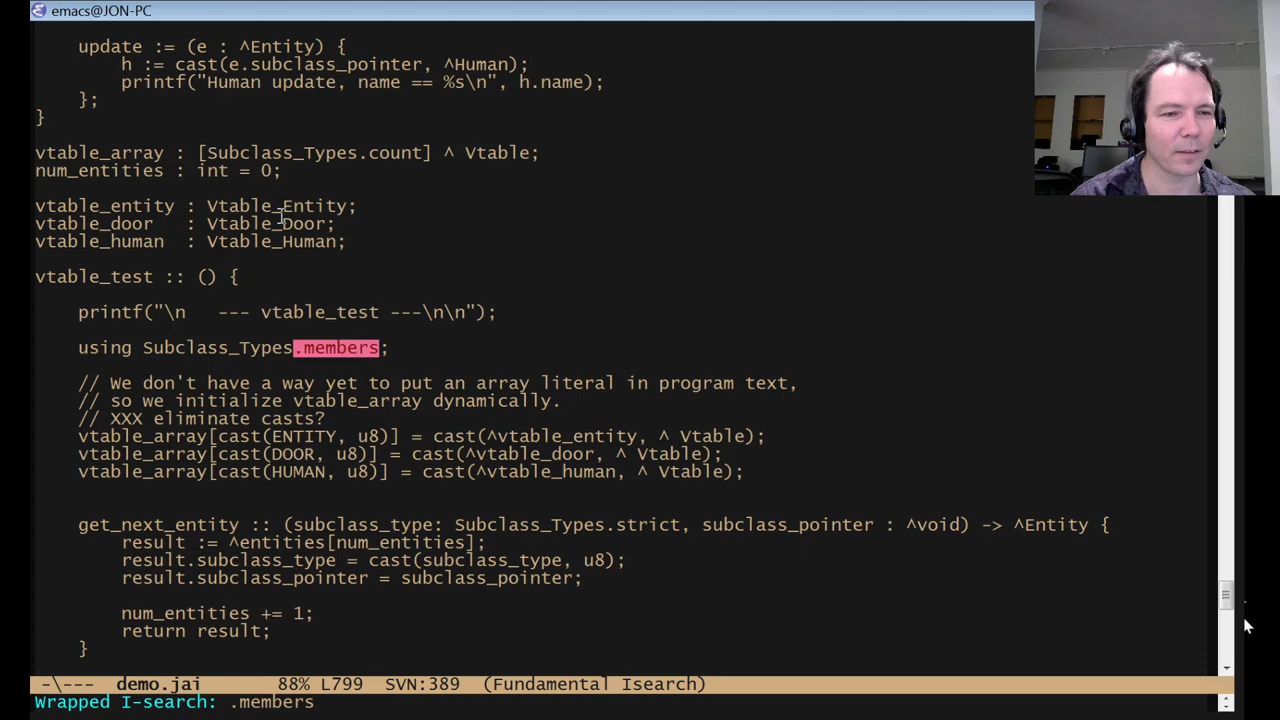 emacs@JON-PC
update := (e : ^Entity) {
h := cast(e.subclass_pointer, ^Human);
printf("Human update, name == %s\n", h.name);
};
}
vtable_array : [Subclass_Types.count] ^ Vtable;
num_entities : int = 0;
vtable_entity : Vtable_Entity;
vtable_door   : Vtable_Door;
vtable_human  : Vtable_Human;
vtable_test :: () {
printf("\n   --- vtable_test ---\n\n");
using Subclass_Types.members;
// We don't have a way yet to put an array literal in program text,
// so we initialize vtable_array dynamically.
// XXX eliminate casts?
vtable_array[cast(ENTITY, u8)] = cast(^vtable_entity, ^ Vtable);
vtable_array[cast(DOOR, u8)] = cast(^vtable_door, ^ Vtable);
vtable_array[cast(HUMAN, u8)] = cast(^vtable_human, ^ Vtable);
get_next_entity :: (subclass_type: Subclass_Types.strict, subclass_pointer : ^void) -> ^Entity {
result := ^entities[num_entities];
result.subclass_type = cast(subclass_type, u8);
result.subclass_pointer = subclass_pointer;
num_entities += 1;
return result;
}
-\---  demo.jai      88% L799  SVN:389  (Fundamental Isearch)
Wrapped I-search: .members